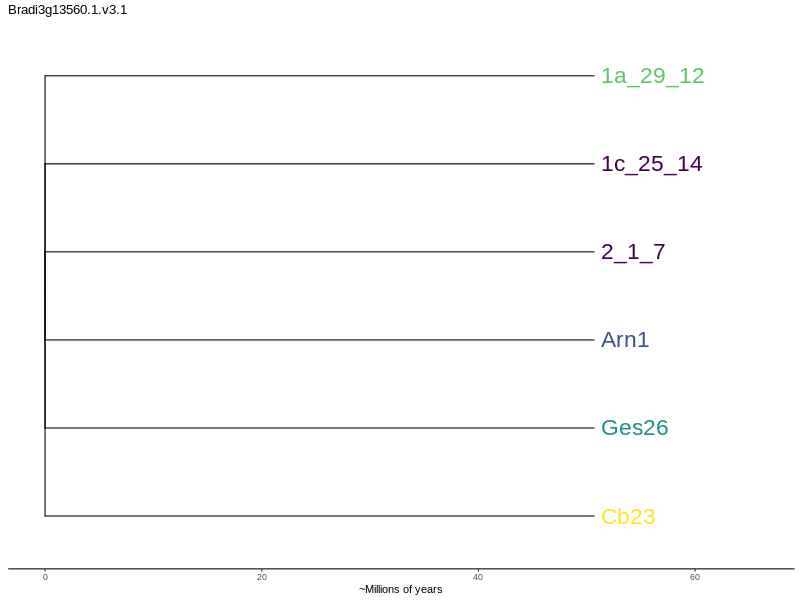 Bradi3g13560.1.v3.1
1a_29_12
1c_25_14
2_1_7
Arn1
Ges26
Cb23
0 20 40 60
~Millions of years